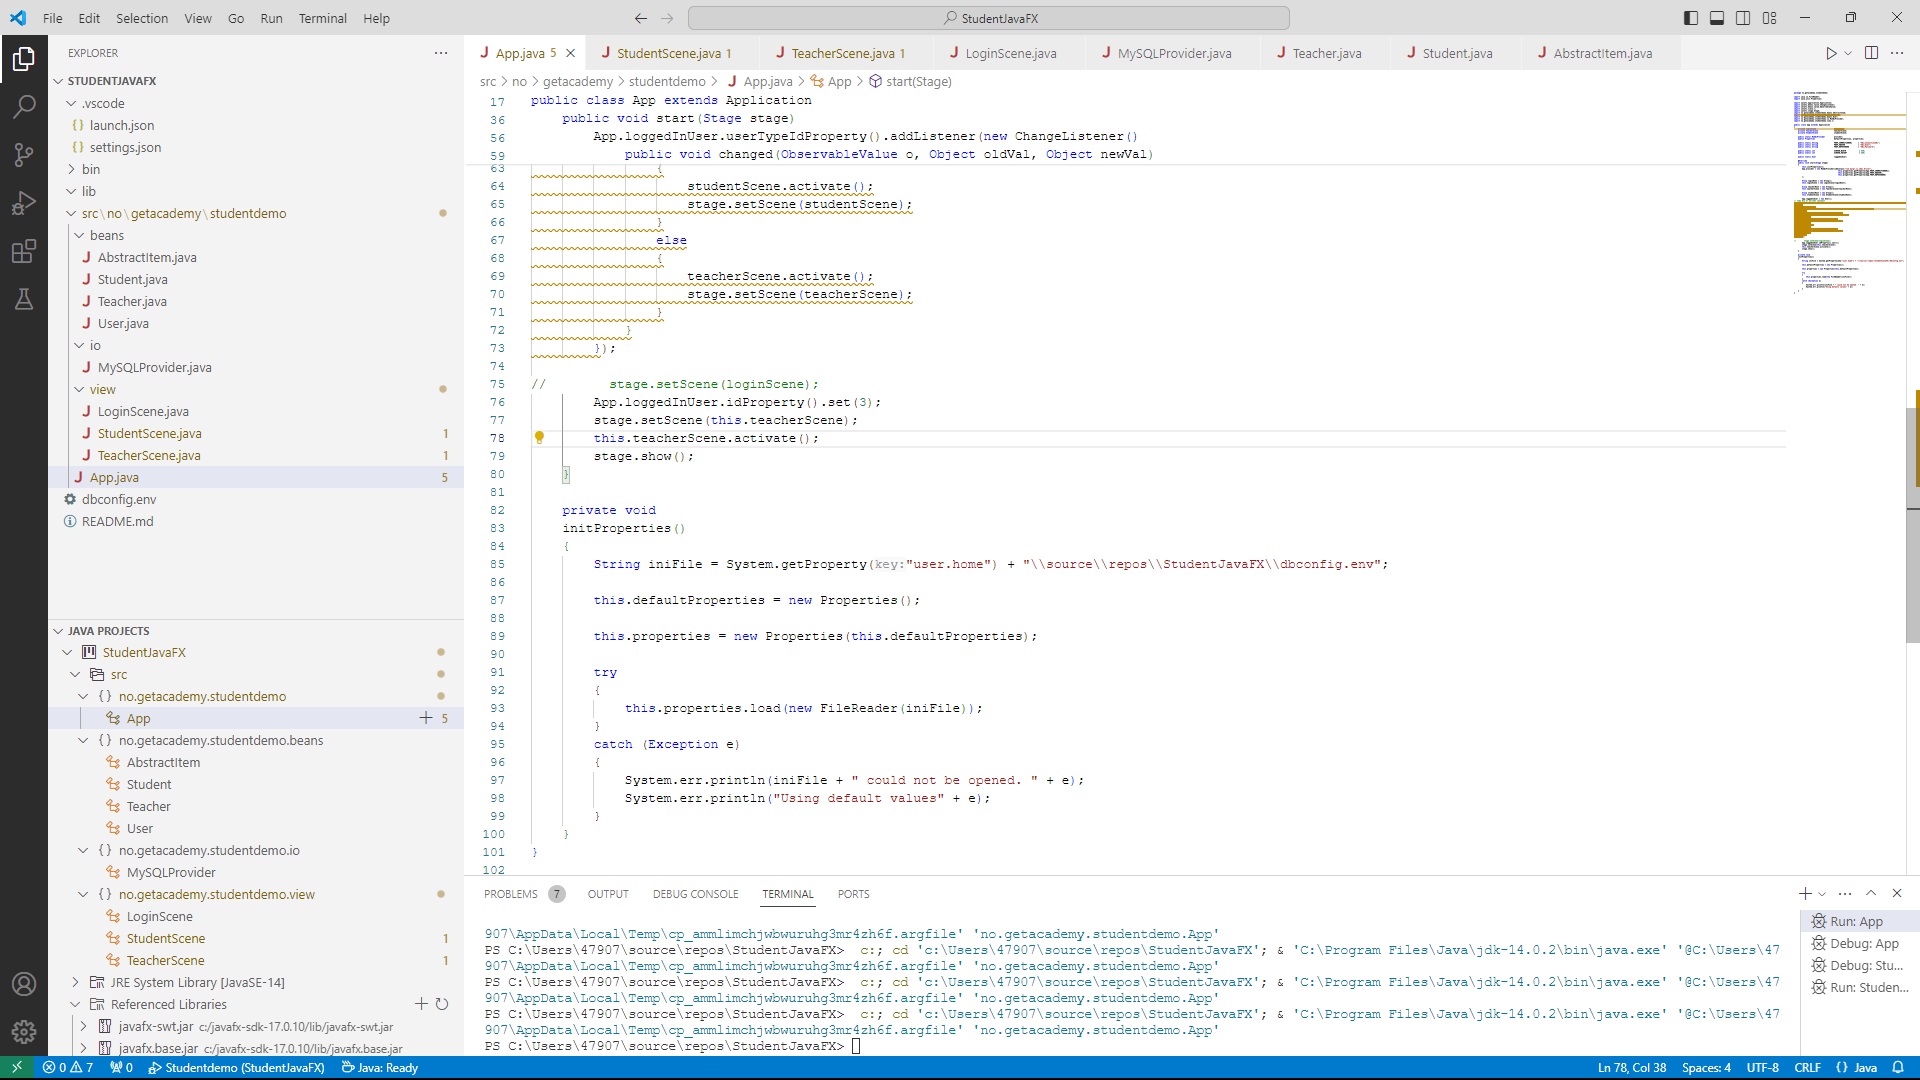 File Edit Selection View Go Run Terminal Help
StudentJavaFX
EXPLORER
STUDENTJAVAFX
.vscode
{} launch.json
{} settings.json
bin
lib
src\no\getacademy\studentdemo
beans
AbstractItem.java
Student.java
Teacher.java
User.java
io
MySQLProvider.java
view
LoginScene.java
StudentScene.java 1
TeacherScene.java 1
App.java 5
dbconfig.env
README.md
JAVA PROJECTS
StudentJavaFX
src
{} no.getacademy.studentdemo
App 5
{} no.getacademy.studentdemo.beans
AbstractItem
Student
Teacher
User
{} no.getacademy.studentdemo.io
MySQLProvider
{} no.getacademy.studentdemo.view
LoginScene
StudentScene 1
TeacherScene 1
JRE System Library [JavaSE-14]
Referenced Libraries
javafx-swt.jar c:/javafx-sdk-17.0.10/lib/javafx-swt.jar
javafx.base.jar c:/javafx-sdk-17.0.10/lib/javafx.base.jar
App.java 5 StudentScene.java 1 TeacherScene.java 1 LoginScene.java MySQLProvider.java Teacher.java Student.java AbstractItem.java
src > no > getacademy > studentdemo > App.java > App > start(Stage)
17 public class App extends Application
36 public void start(Stage stage)
56 App.loggedInUser.userTypeIdProperty().addListener(new ChangeListener()
59 public void changed(ObservableValue o, Object oldVal, Object newVal)
63 {
64 studentScene.activate();
65 stage.setScene(studentScene);
66 }
67 else
68 {
69 teacherScene.activate();
70 stage.setScene(teacherScene);
71 }
72 }
73 });
74
75 // stage.setScene(loginScene);
76 App.loggedInUser.idProperty().set(3);
77 stage.setScene(this.teacherScene);
78 this.teacherScene.activate();
79 stage.show();
80 }
81
82 private void
83 initProperties()
84 {
85 String iniFile = System.getProperty(key:"user.home") + "\\source\\repos\\StudentJavaFX\\dbconfig.env";
86
87 this.defaultProperties = new Properties();
88
89 this.properties = new Properties(this.defaultProperties);
90
91 try
92 {
93 this.properties.load(new FileReader(iniFile));
94 }
95 catch (Exception e)
96 {
97 System.err.println(iniFile + " could not be opened. " + e);
98 System.err.println("Using default values" + e);
99 }
100 }
101 }
102
PROBLEMS 7 OUTPUT DEBUG CONSOLE TERMINAL PORTS
907\AppData\Local\Temp\cp_ammlimchjwbwuruhg3mr4zh6f.argfile' 'no.getacademy.studentdemo.App'
PS C:\Users\47907\source\repos\StudentJavaFX> c:; cd 'c:\Users\47907\source\repos\StudentJavaFX'; & 'C:\Program Files\Java\jdk-14.0.2\bin\java.exe' '@C:\Users\47
907\AppData\Local\Temp\cp_ammlimchjwbwuruhg3mr4zh6f.argfile' 'no.getacademy.studentdemo.App'
PS C:\Users\47907\source\repos\StudentJavaFX> c:; cd 'c:\Users\47907\source\repos\StudentJavaFX'; & 'C:\Program Files\Java\jdk-14.0.2\bin\java.exe' '@C:\Users\47
907\AppData\Local\Temp\cp_ammlimchjwbwuruhg3mr4zh6f.argfile' 'no.getacademy.studentdemo.App'
PS C:\Users\47907\source\repos\StudentJavaFX> c:; cd 'c:\Users\47907\source\repos\StudentJavaFX'; & 'C:\Program Files\Java\jdk-14.0.2\bin\java.exe' '@C:\Users\47
907\AppData\Local\Temp\cp_ammlimchjwbwuruhg3mr4zh6f.argfile' 'no.getacademy.studentdemo.App'
PS C:\Users\47907\source\repos\StudentJavaFX>
Run: App
Debug: App
Debug: Stu...
Run: Studen...
0 7 0 Studentdemo (StudentJavaFX) Java: Ready
Ln 78, Col 38 Spaces: 4 UTF-8 CRLF {} Java